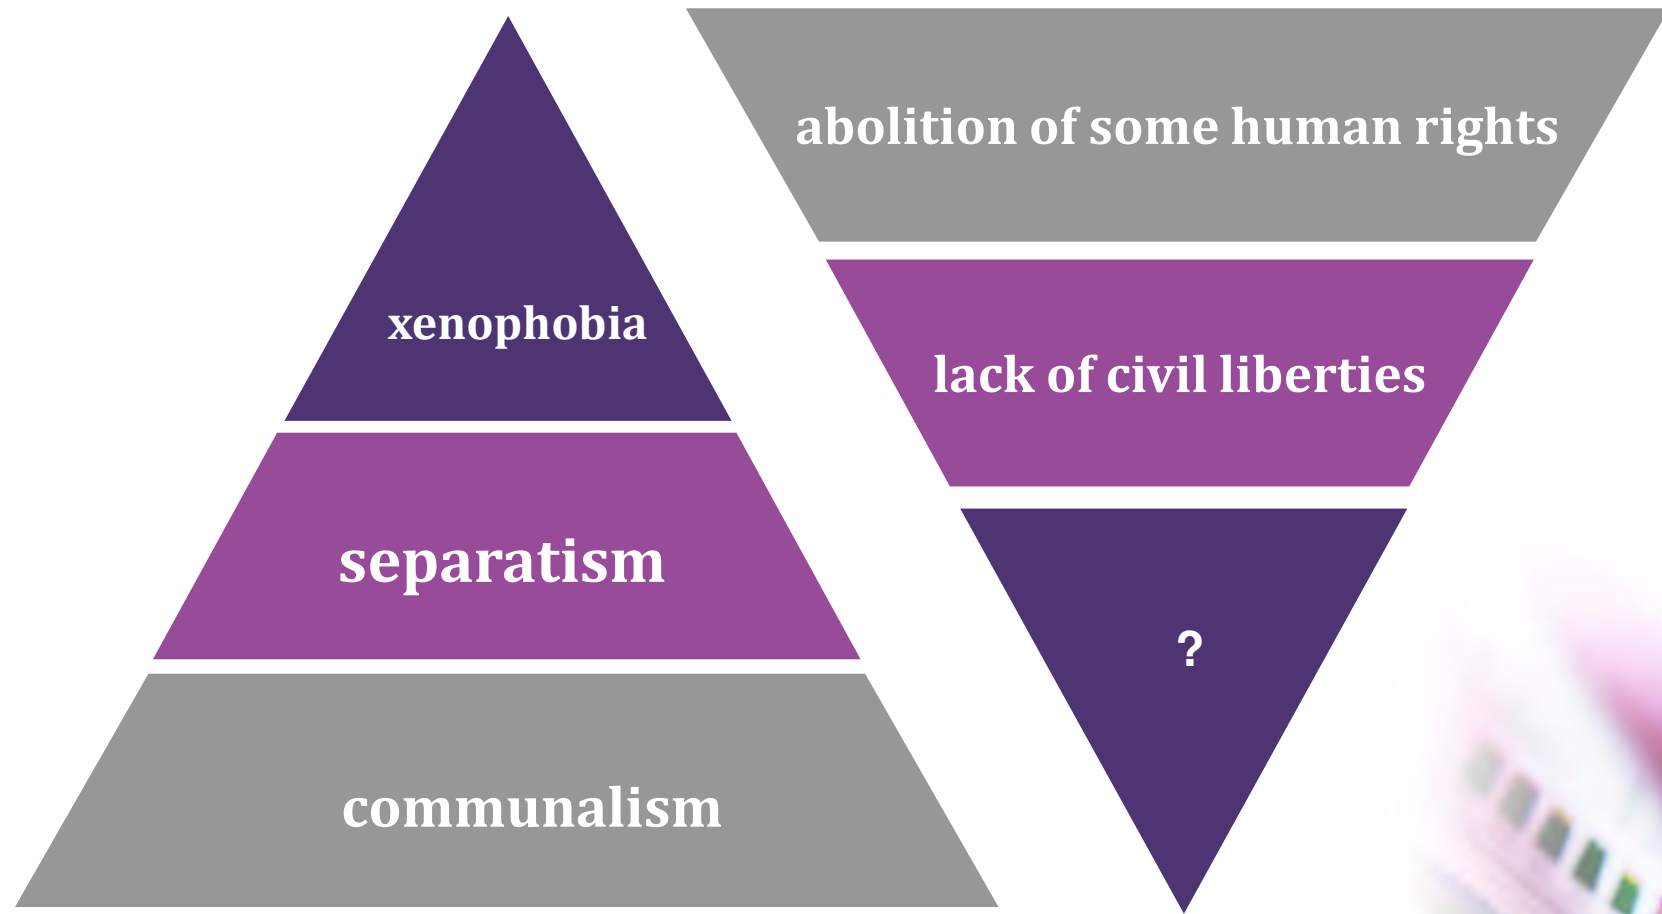 xenophobia
separatism
communalism
abolition of some human rights
lack of civil liberties
?